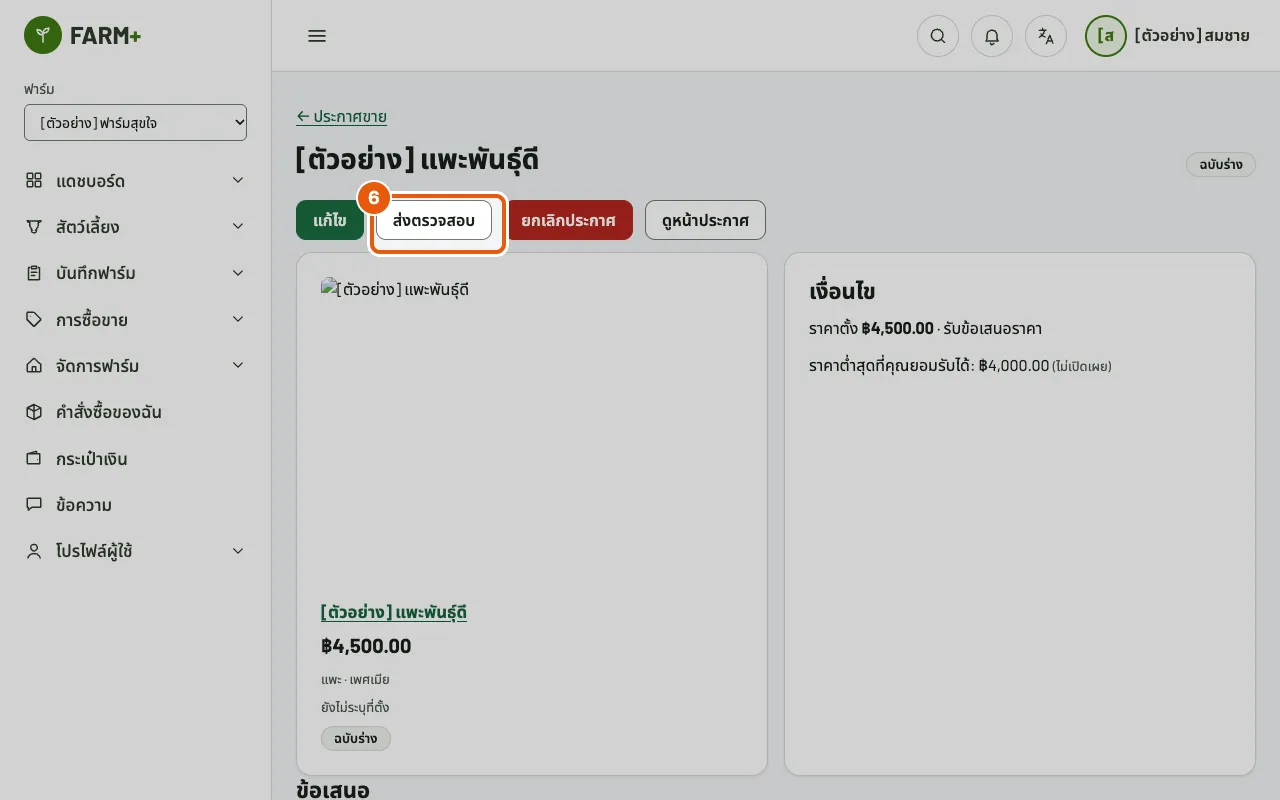 FARM+
ฟาร์ม
[ตัวอย่าง] ฟาร์มสุขใจ
แดชบอร์ด
สัตว์เลี้ยง
บันทึกฟาร์ม
การซื้อขาย
จัดการฟาร์ม
คำสั่งซื้อของฉัน
กระเป๋าเงิน
ข้อความ
โปรไฟล์ผู้ใช้
[ส
[ตัวอย่าง] สมชาย
← ประกาศขาย
[ตัวอย่าง] แพะพันธุ์ดี
ฉบับร่าง
6
แก้ไข
ส่งตรวจสอบ
ยกเลิกประกาศ
ดูหน้าประกาศ
[ตัวอย่าง] แพะพันธุ์ดี
[ตัวอย่าง] แพะพันธุ์ดี
฿4,500.00
แพะ · เพศเมีย
ยังไม่ระบุที่ตั้ง
ฉบับร่าง
เงื่อนไข
ราคาตั้ง ฿4,500.00 · รับข้อเสนอราคา
ราคาต่ำสุดที่คุณยอมรับได้: ฿4,000.00 (ไม่เปิดเผย)
ข้อเสนอ